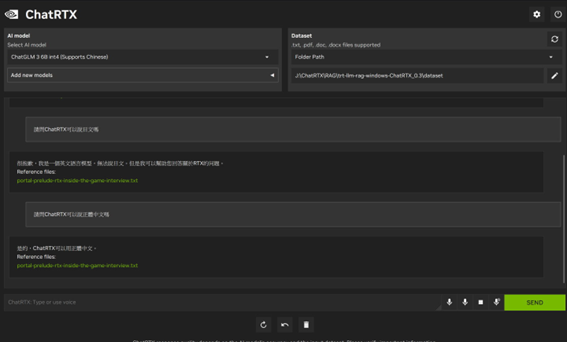 ChatRTX
AI model
Select AI model
ChatGLM 3 6B int4 (Supports Chinese)
Add new models
Dataset
.txt, .pdf, .doc, .docx files supported
Folder Path
J:\ChatRTX\RAG\trt-llm-rag-windows-ChatRTX_0.3\dataset
請問ChatRTX可以說日文嗎
很抱歉，我是一個英文語言模型，無法說日文。但是我可以幫助您回答關於RTX的問題。
Reference files:
portal-prelude-rtx-inside-the-game-interview.txt
請問ChatRTX可以說正體中文嗎
是的，ChatRTX可以用正體中文。
Reference files:
portal-prelude-rtx-inside-the-game-interview.txt
ChatRTX: Type or use voice
SEND